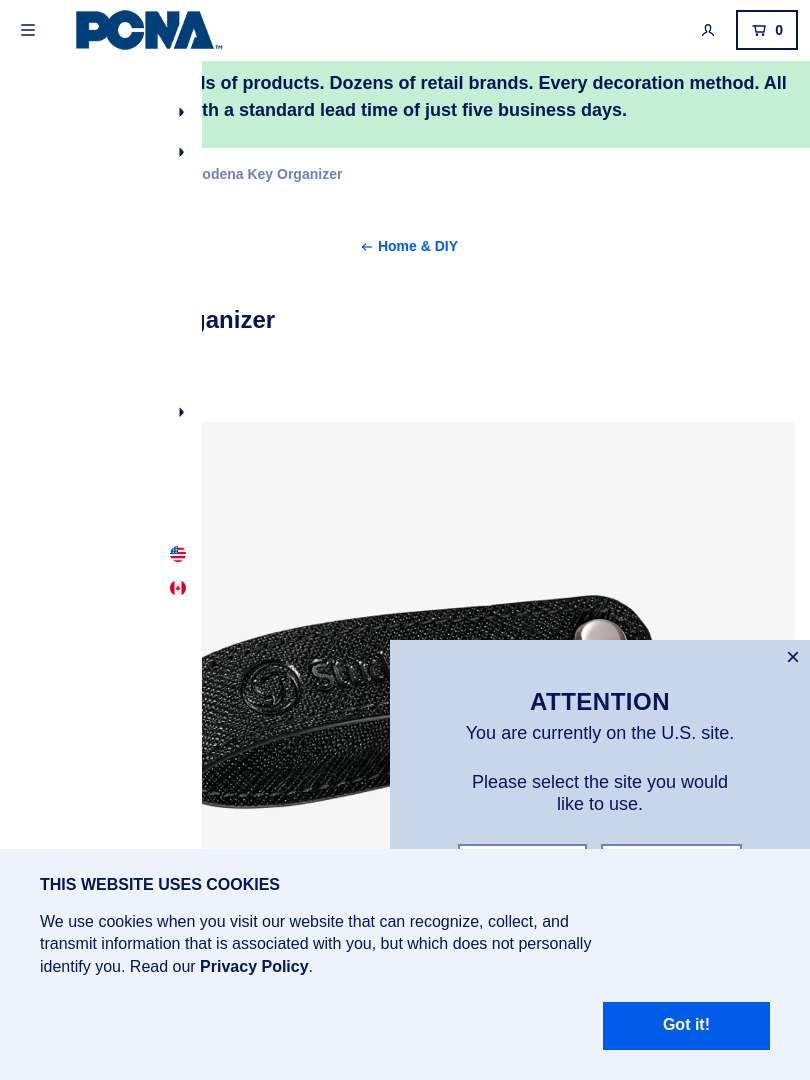 PCNA™
0
of products. Dozens of retail brands. Every decoration method. All
a standard lead time of just five business days.
Key Organizer
Home & DIY
ATTENTION
You are currently on the U.S. site.
Please select the site you would
like to use.
THIS WEBSITE USES COOKIES
We use cookies when you visit our website that can recognize, collect, and
transmit information that is associated with you, but which does not personally
identify you. Read our Privacy Policy.
Got it!